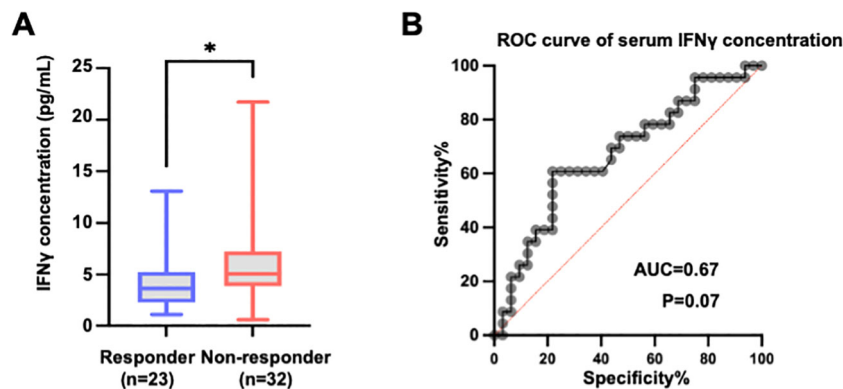 A
*
IFNγ concentration (pg/mL)
25
20
15
10
5
0
Responder Non-responder
(n=23) (n=32)
B
ROC curve of serum IFNγ concentration
Sensitivity%
100
80
60
40
20
0
AUC=0.67
P=0.07
0 20 40 60 80 100
Specificity%